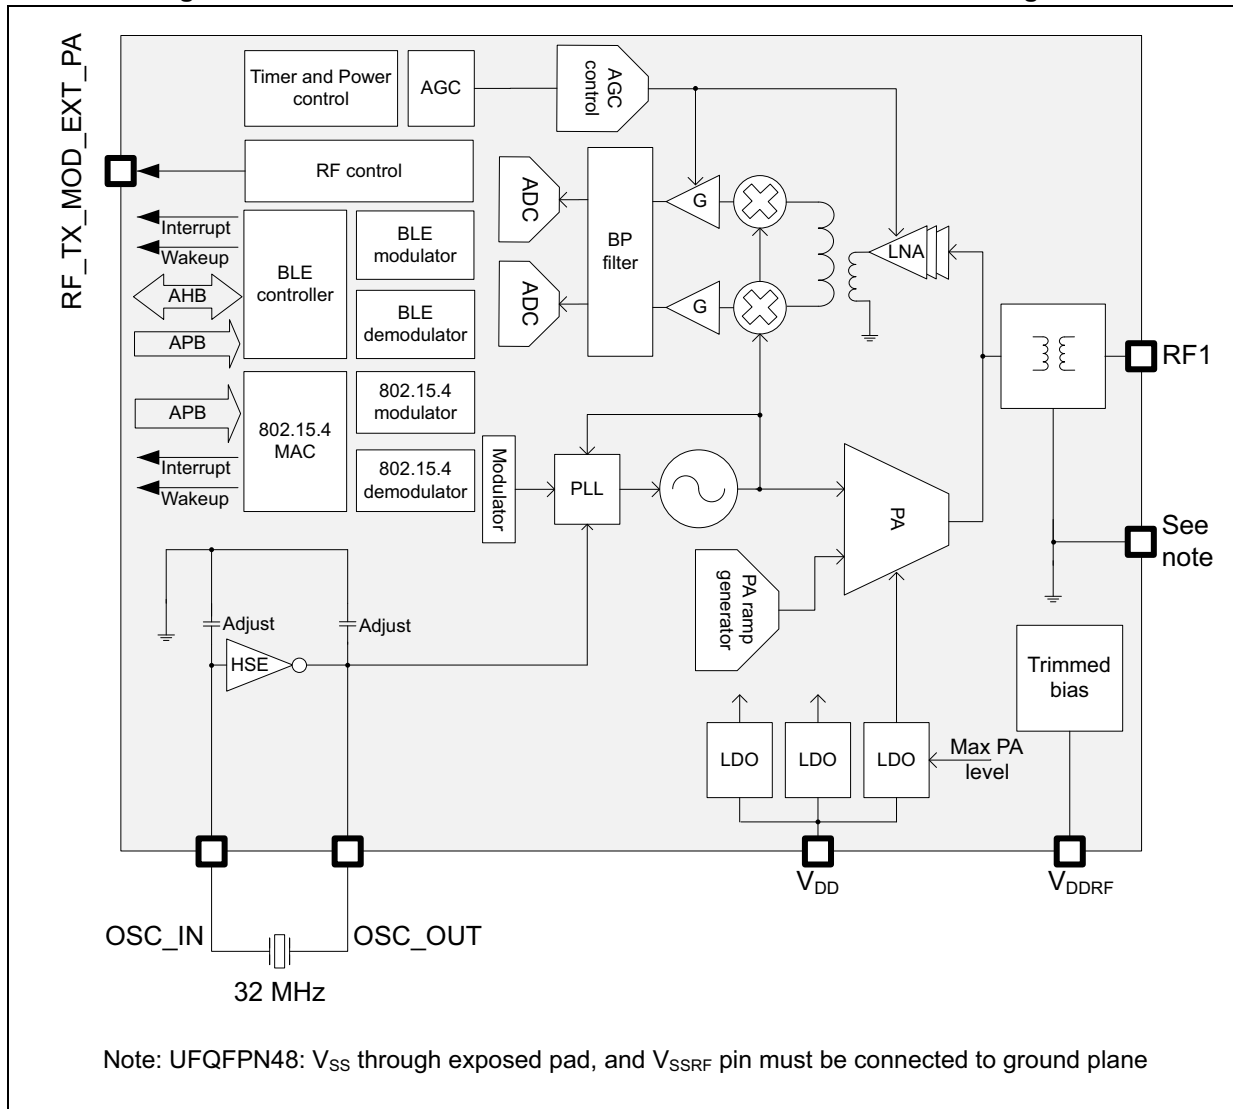 RF_TX_MOD_EXT_PA
Timer and Power
control
AGC
AGC
control
RF control
ADC
ADC
BP
filter
G
G
LNA
Interrupt
Wakeup
AHB
APB
BLE
controller
BLE
modulator
BLE
demodulator
RF1
APB
Interrupt
Wakeup
802.15.4
MAC
802.15.4
modulator
802.15.4
demodulator
Modulator
PLL
PA
See
note
Adjust
Adjust
HSE
PA ramp
generator
Trimmed
bias
LDO
LDO
LDO
Max PA
level
VDD
VDDRF
OSC_IN
OSC_OUT
32 MHz
Note: UFQFPN48: VSS through exposed pad, and VSSRF pin must be connected to ground plane